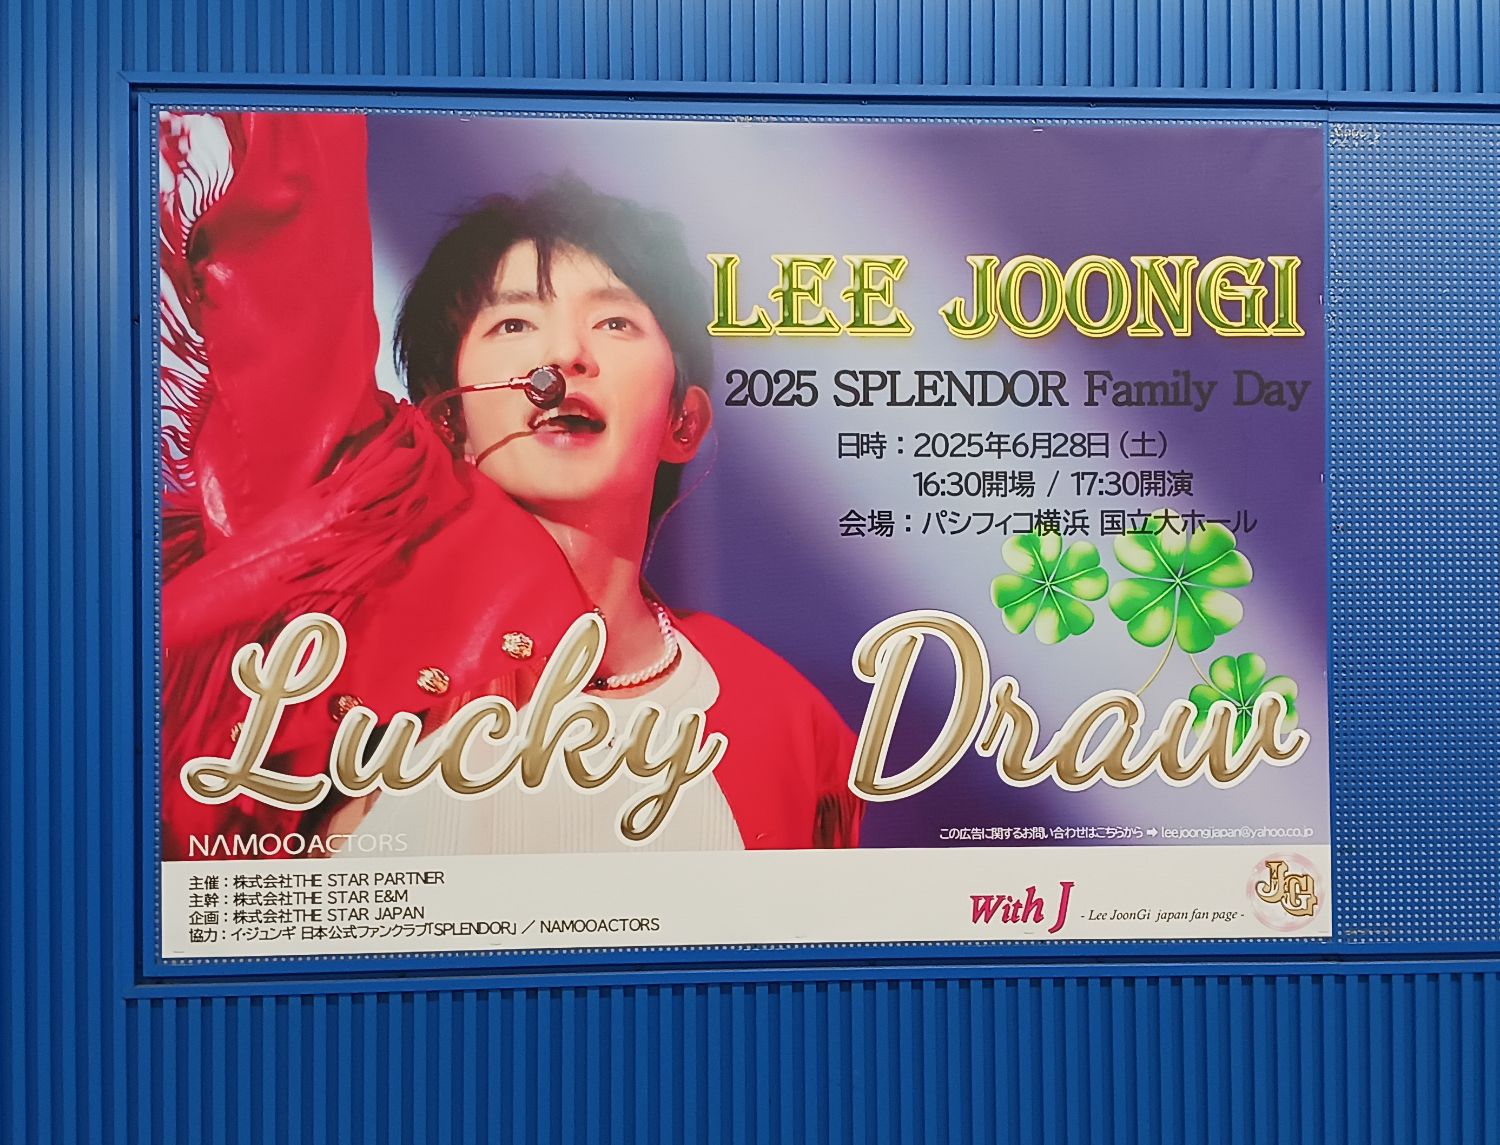 LEE JOONGI
2025 SPLENDOR Family Day
日時：2025年6月28日（土）
16:30開場 / 17:30開演
会場：パシフィコ横浜 国立大ホール
Lucky Draw
NAMOO ACTORS
この広告に関するお問い合わせはこちらから ➡ leejoongijapan@yahoo.co.jp
主催：株式会社THE STAR PARTNER
主幹：株式会社THE STAR E&M
企画：株式会社THE STAR JAPAN
協力：イ・ジュンギ 日本公式ファンクラブ「SPLENDOR」／ NAMOOACTORS
With J - Lee JoonGi japan fan page -
JG